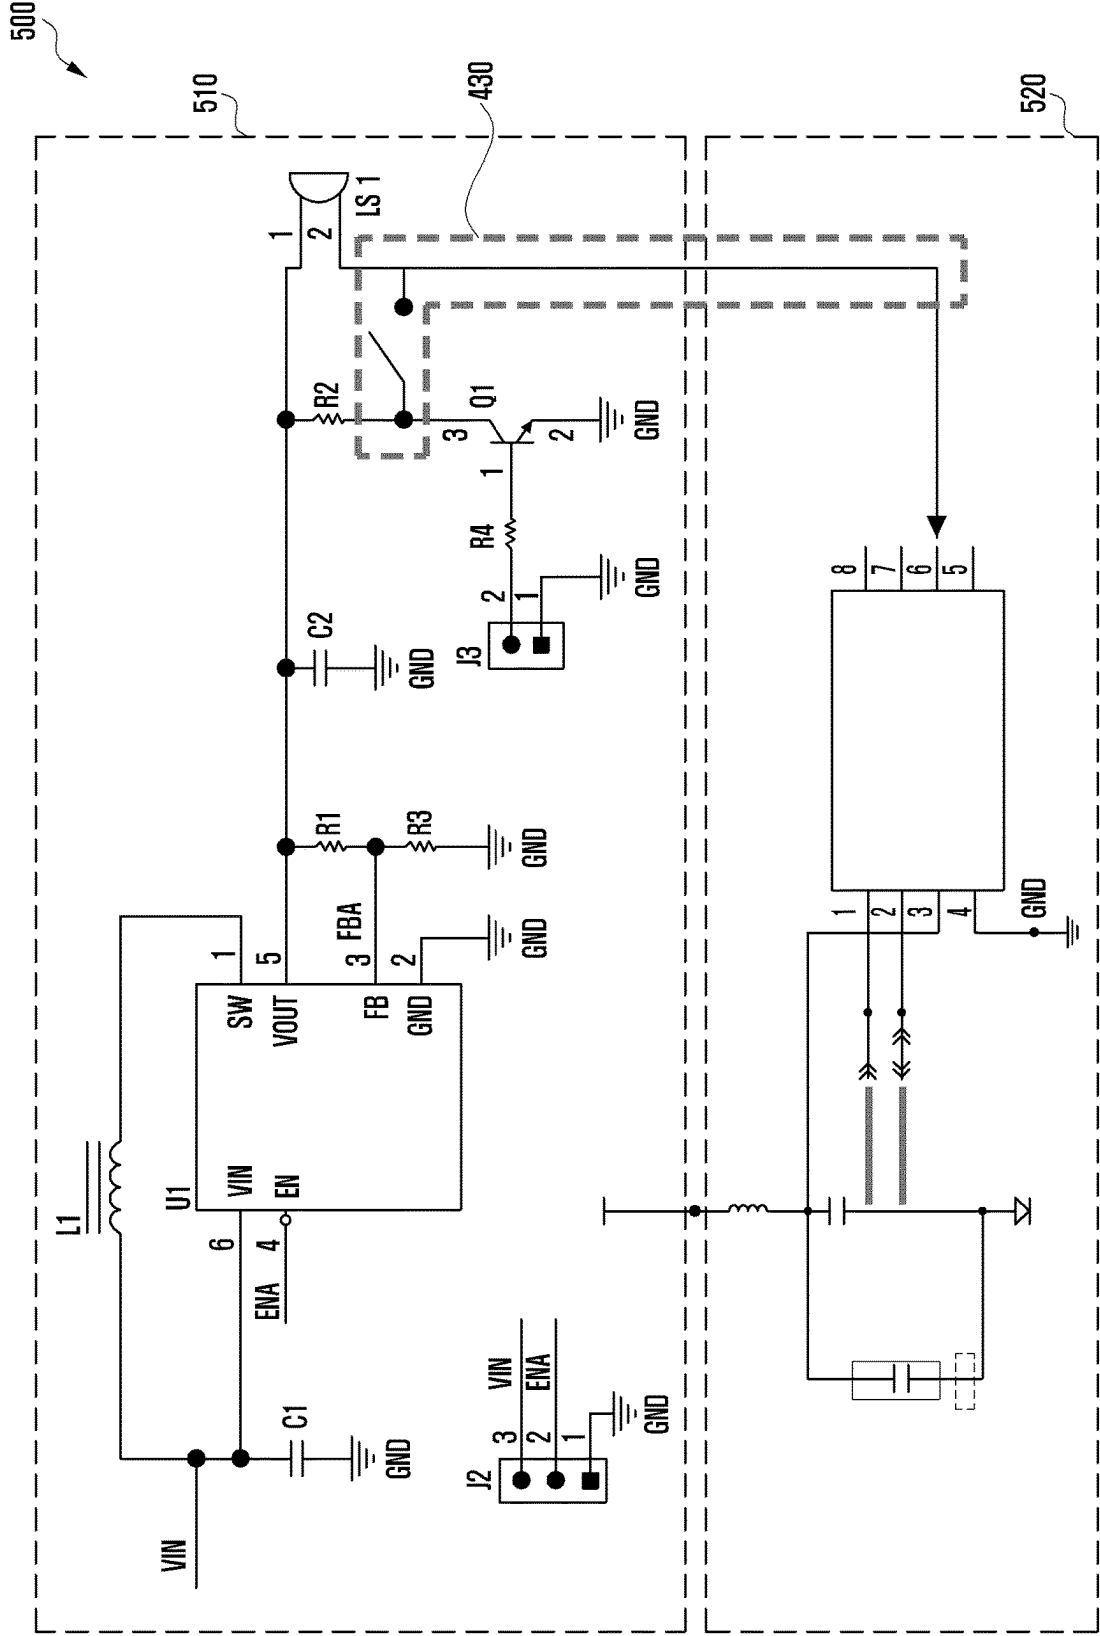 500
510
430
520
LS 1
1
2
R2
Q1
3
1
2
GND
R4
J3
2
1
GND
C2
GND
R1
R3
GND
FBA
GND
1
5
3
2
SW
VOUT
FB
GND
U1
VIN
EN
6
4
ENA
L1
VIN
C1
GND
J2
3
2
1
VIN
ENA
GND
8
7
6
5
1
2
3
4
GND